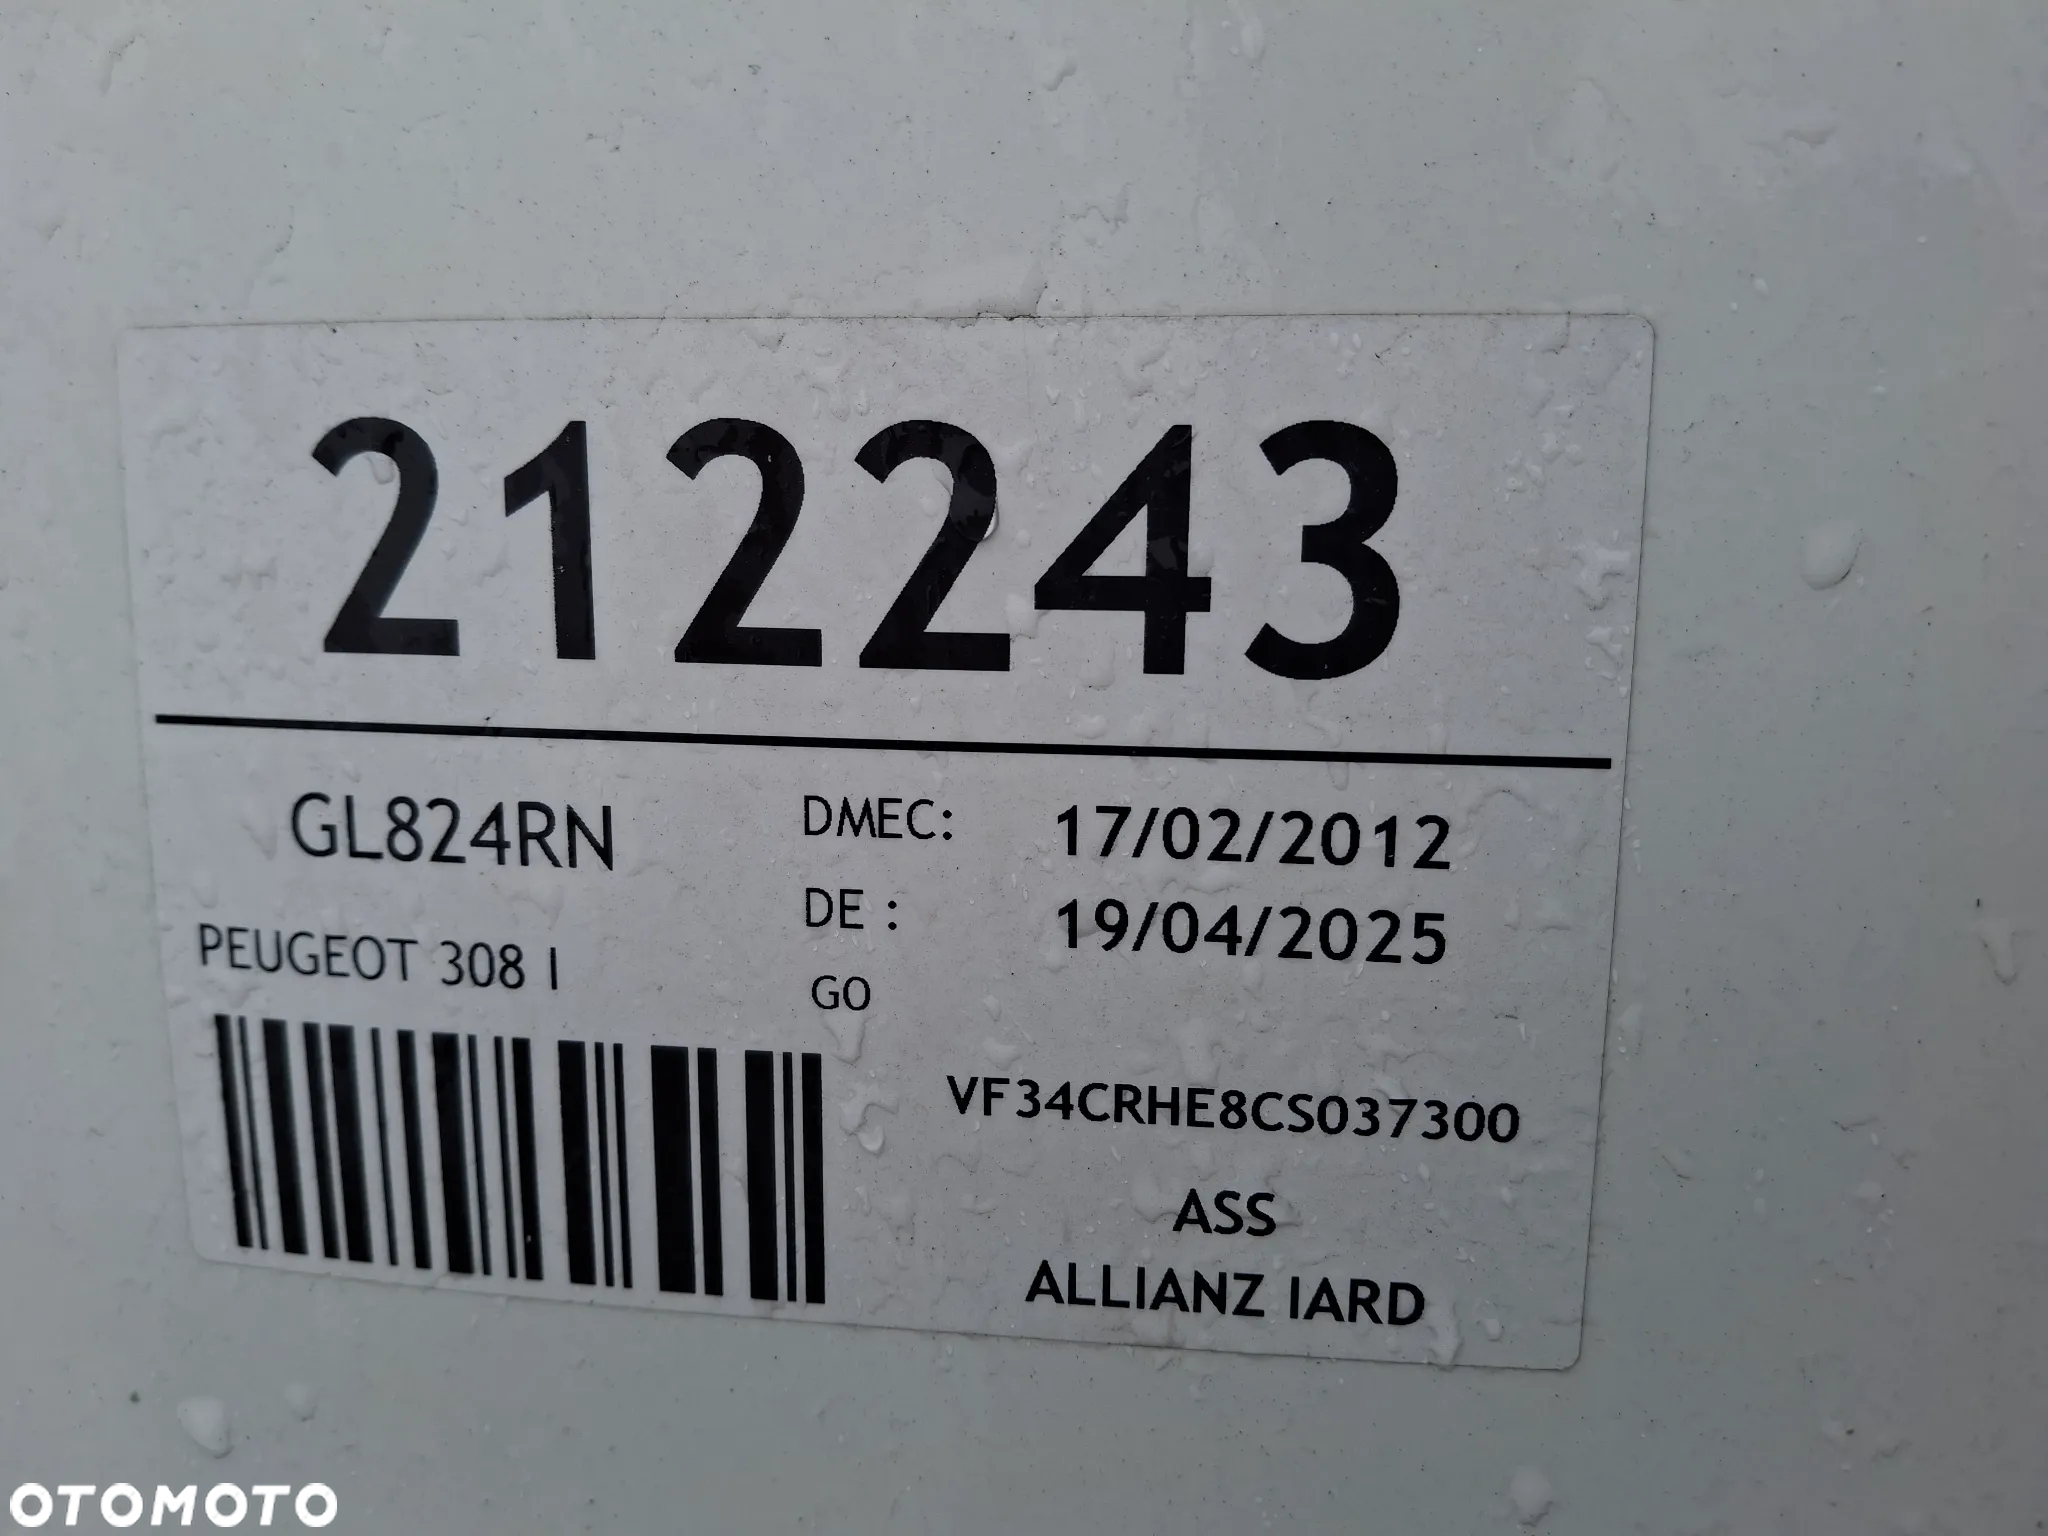 212243
GL824RN
DMEC: 17/02/2012
DE : 19/04/2025
PEUGEOT 308 I
GO
VF34CRHE8CS037300
ASS
ALLIANZ IARD
OTOMOTO